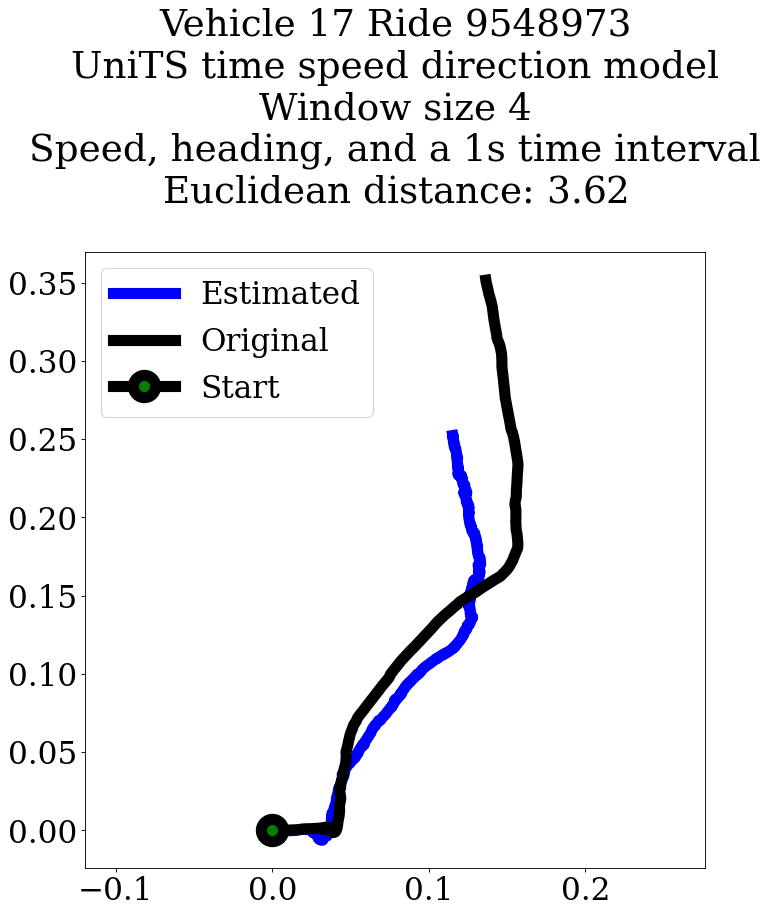 Vehicle 17 Ride 9548973
UniTS time speed direction model
Window size 4
Speed, heading, and a 1s time interval
Euclidean distance: 3.62
Estimated
Original
Start
0.35
0.30
0.25
0.20
0.15
0.10
0.05
0.00
−0.1
0.0
0.1
0.2